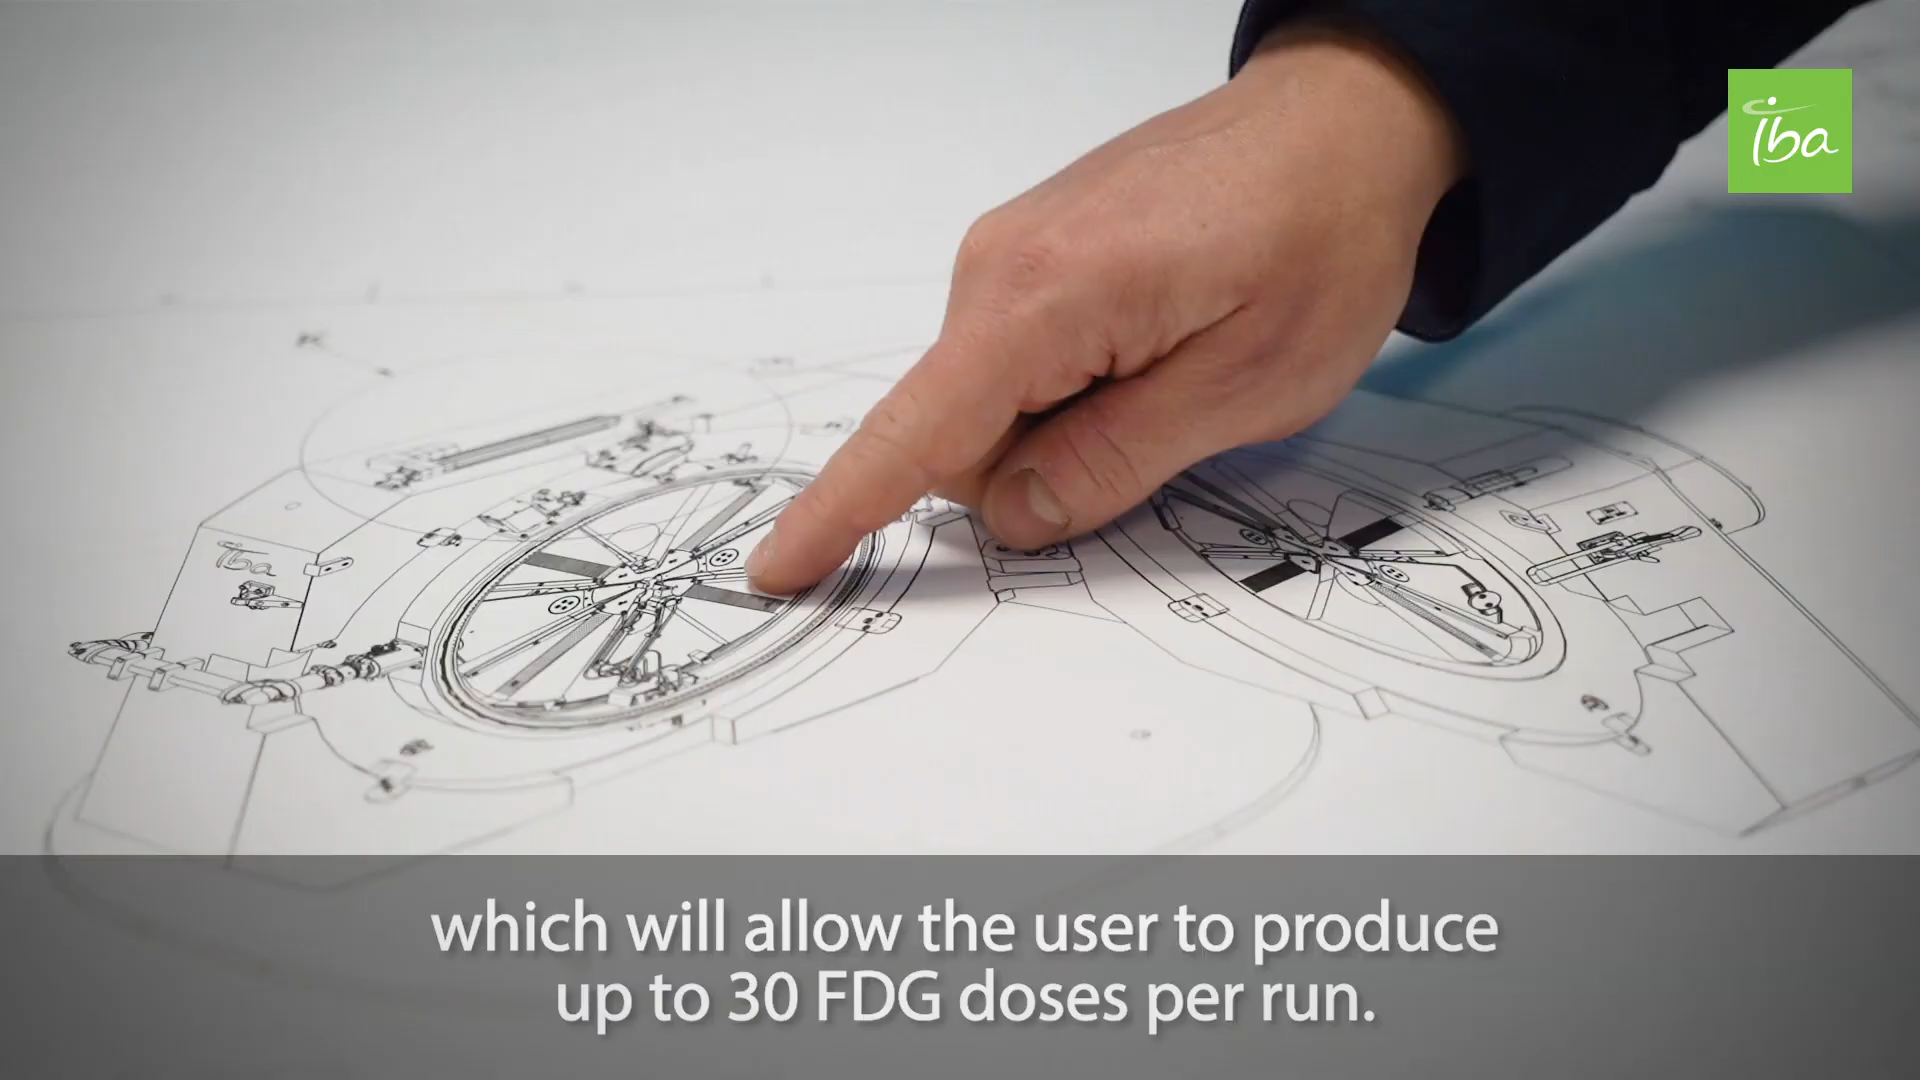 iba
iba
which will allow the user to produce
up to 30 FDG doses per run.